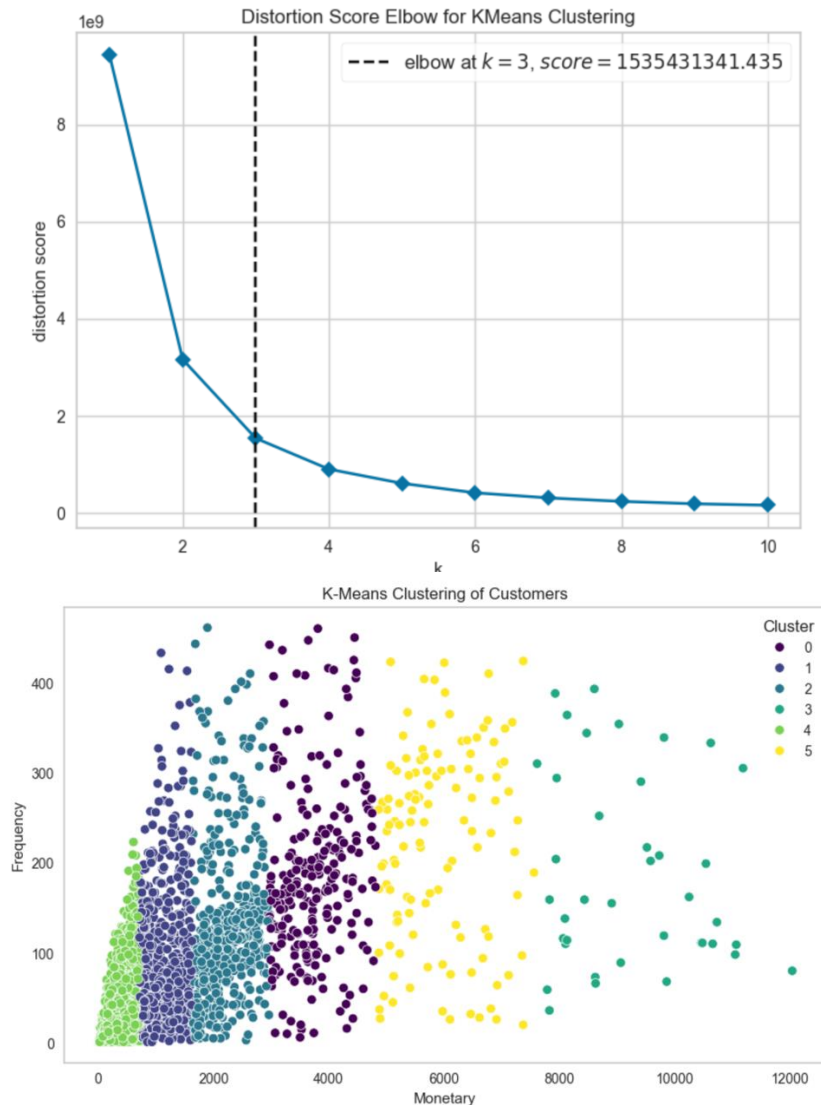 Distortion Score Elbow for KMeans Clustering
1e9
elbow at k = 3, score = 1535431341.435
8
6
4
2
0
distortion score
2 4 6 8 10
k
K-Means Clustering of Customers
Cluster
0
1
2
3
4
5
400
300
200
100
0
Frequency
0 2000 4000 6000 8000 10000 12000
Monetary